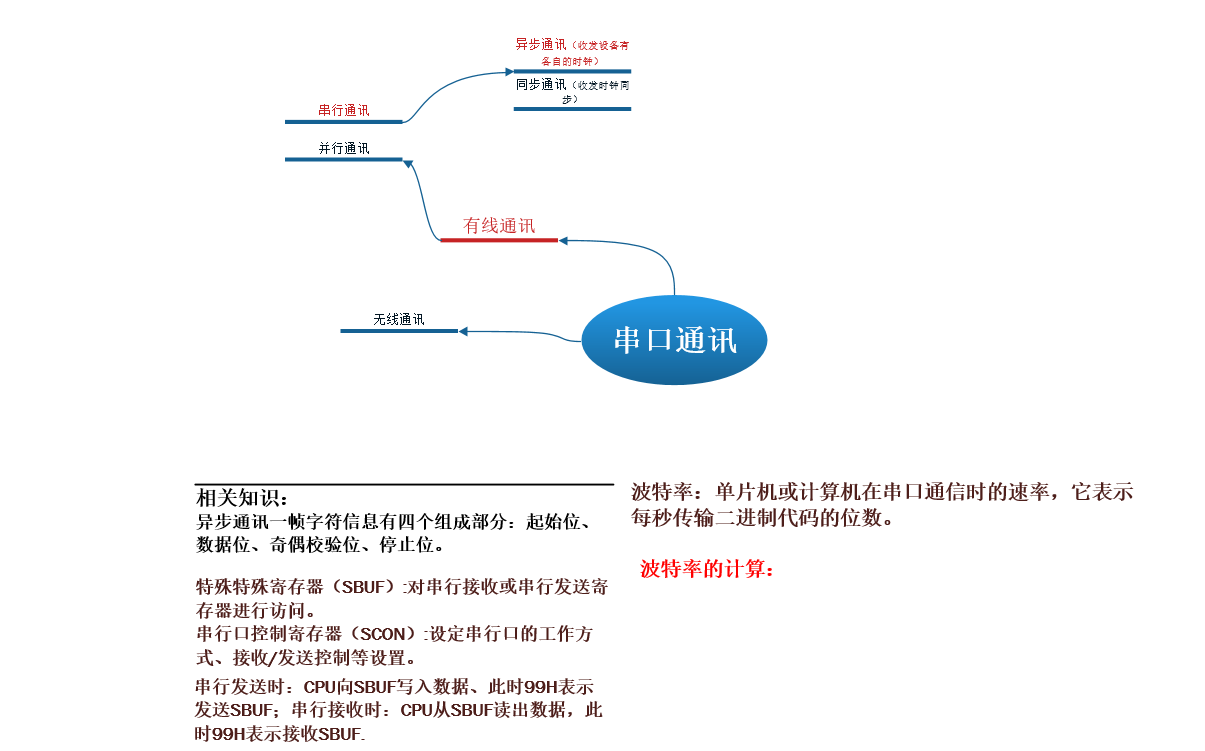 异步通讯（收发设备有
各自的时钟）
同步通讯（收发时钟同
步）
串行通讯
并行通讯
有线通讯
无线通讯
串口通讯
相关知识：
异步通讯一帧字符信息有四个组成部分：起始位、
数据位、奇偶校验位、停止位。
特殊特殊寄存器（SBUF）:对串行接收或串行发送寄
存器进行访问。
串行口控制寄存器（SCON）:设定串行口的工作方
式、接收/发送控制等设置。
串行发送时：CPU向SBUF写入数据、此时99H表示
发送SBUF；串行接收时：CPU从SBUF读出数据，此
时99H表示接收SBUF.
波特率：单片机或计算机在串口通信时的速率，它表示
每秒传输二进制代码的位数。
波特率的计算：